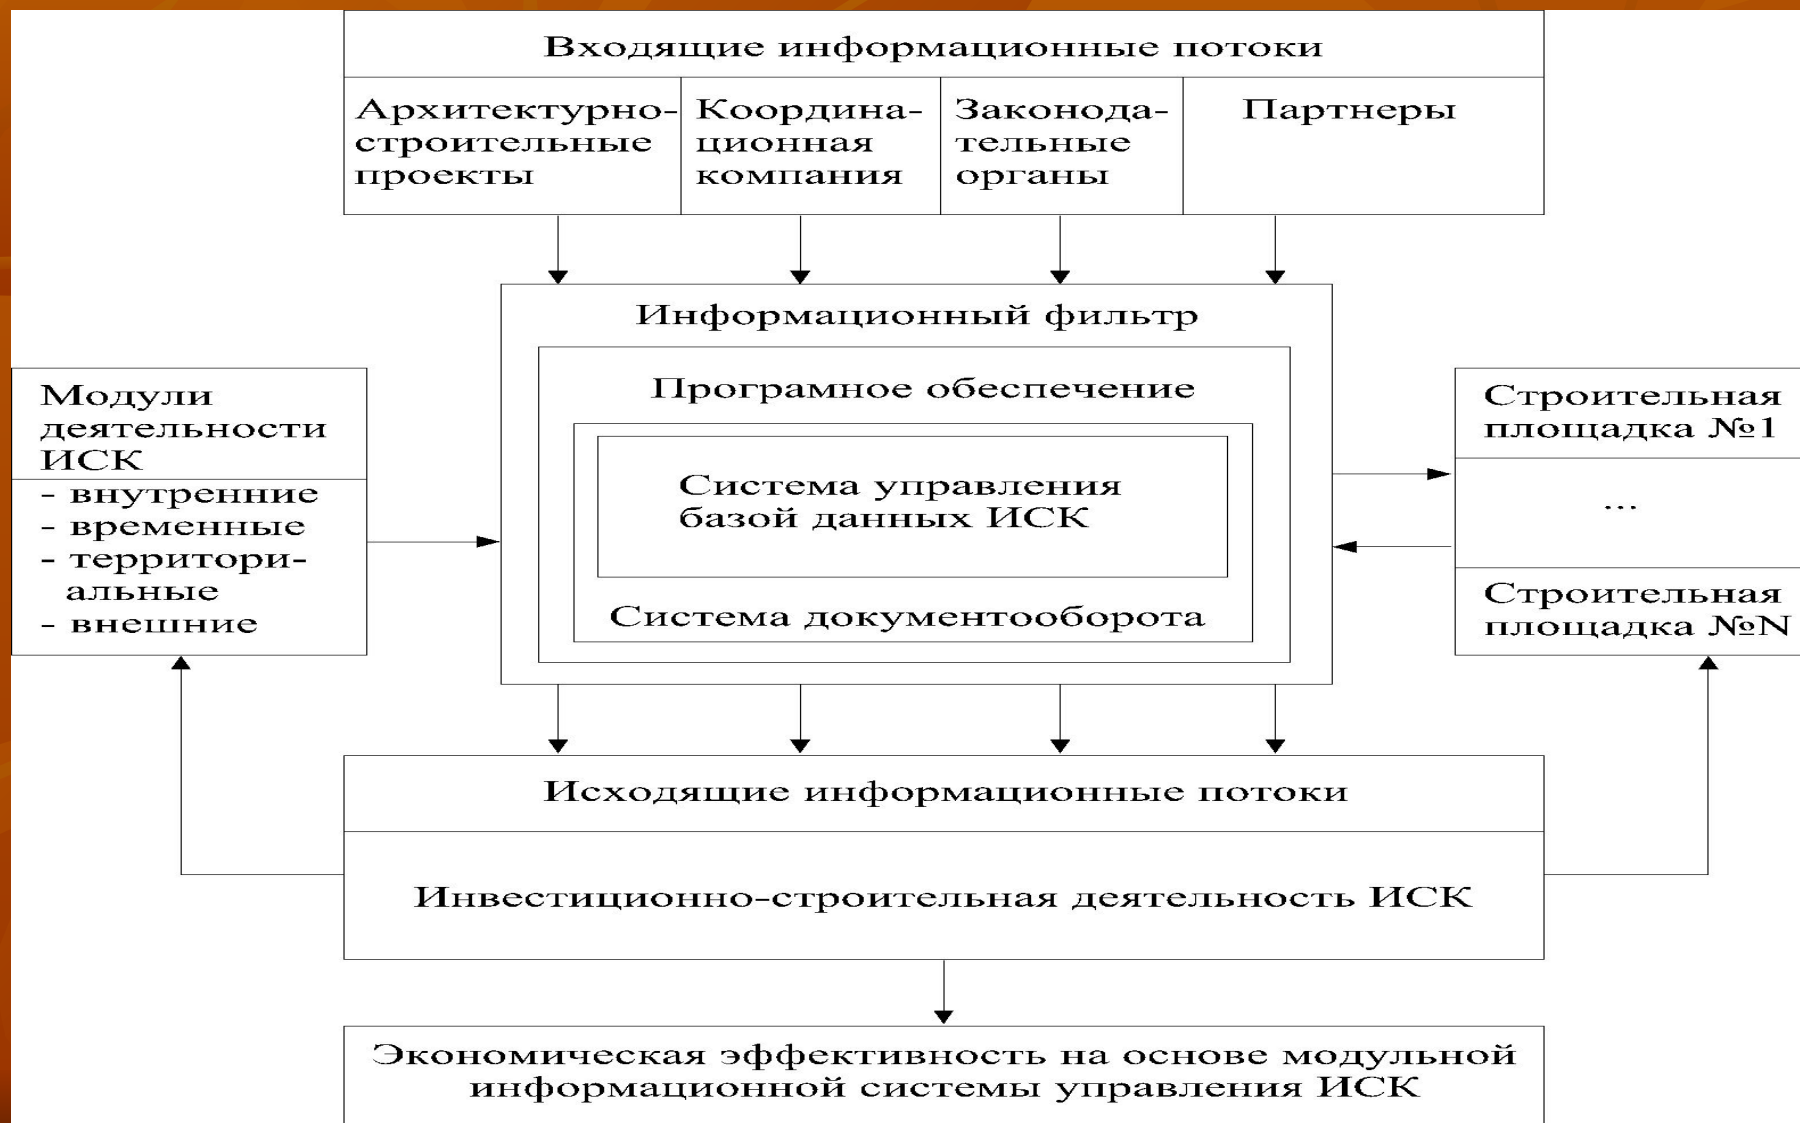 Входящие информационные потоки
Архитектурно-
строительные
проекты
Координа-
ционная
компания
Законода-
тельные
органы
Партнеры
Информационный фильтр
Програмное обеспечение
Система управления
базой данных ИСК
Система документооборота
Модули
деятельности
ИСК
- внутренние
- временные
- территори-
альные
- внешние
Строительная
площадка №1
...
Строительная
площадка №N
Исходящие информационные потоки
Инвестиционно-строительная деятельность ИСК
Экономическая эффективность на основе модульной
информационной системы управления ИСК